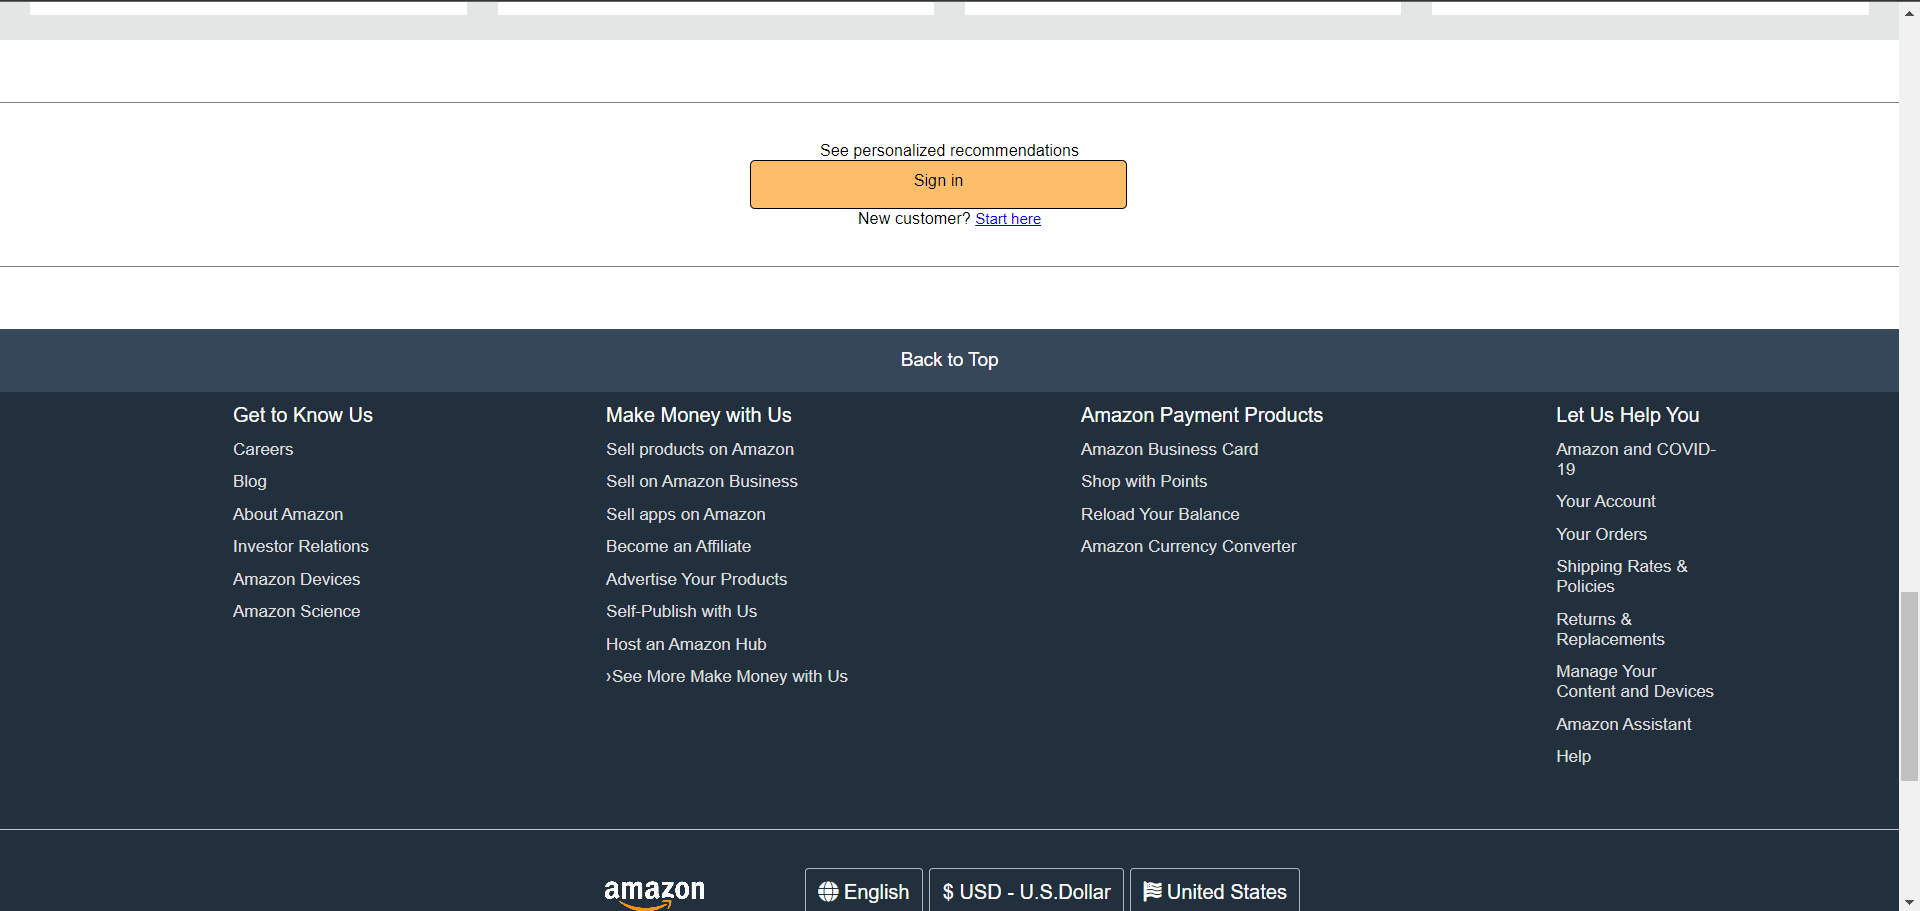 See personalized recommendations
Sign in
New customer? Start here
Back to Top
Get to Know Us
Careers
Blog
About Amazon
Investor Relations
Amazon Devices
Amazon Science
Make Money with Us
Sell products on Amazon
Sell on Amazon Business
Sell apps on Amazon
Become an Affiliate
Advertise Your Products
Self-Publish with Us
Host an Amazon Hub
›See More Make Money with Us
Amazon Payment Products
Amazon Business Card
Shop with Points
Reload Your Balance
Amazon Currency Converter
Let Us Help You
Amazon and COVID-
19
Your Account
Your Orders
Shipping Rates &
Policies
Returns &
Replacements
Manage Your
Content and Devices
Amazon Assistant
Help
amazon
English
$ USD - U.S.Dollar
United States